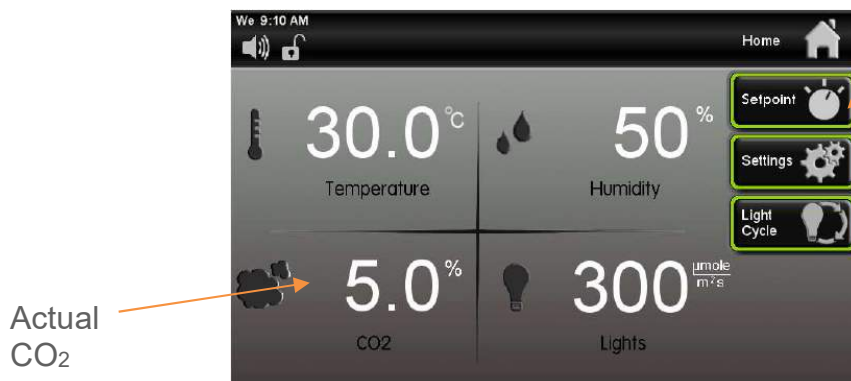 We 9:10 AM
Home
30.0 °C
Temperature
50 %
Humidity
Setpoint
Settings
Light
Cycle
5.0 %
CO2
300 µmole
m²s
Lights
Actual
CO₂